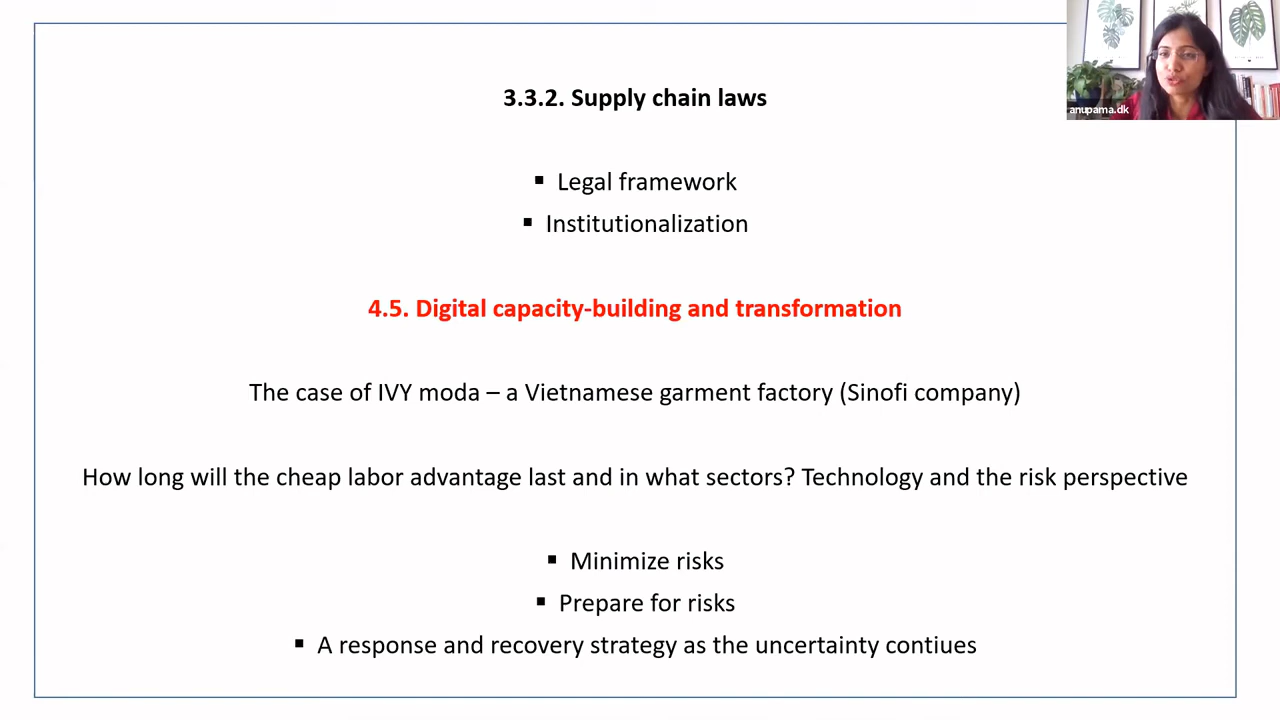 anupama.dk
3.3.2. Supply chain laws
▪ Legal framework
▪ Institutionalization
4.5. Digital capacity-building and transformation
The case of IVY moda – a Vietnamese garment factory (Sinofi company)
How long will the cheap labor advantage last and in what sectors? Technology and the risk perspective
▪ Minimize risks
▪ Prepare for risks
▪ A response and recovery strategy as the uncertainty contiues